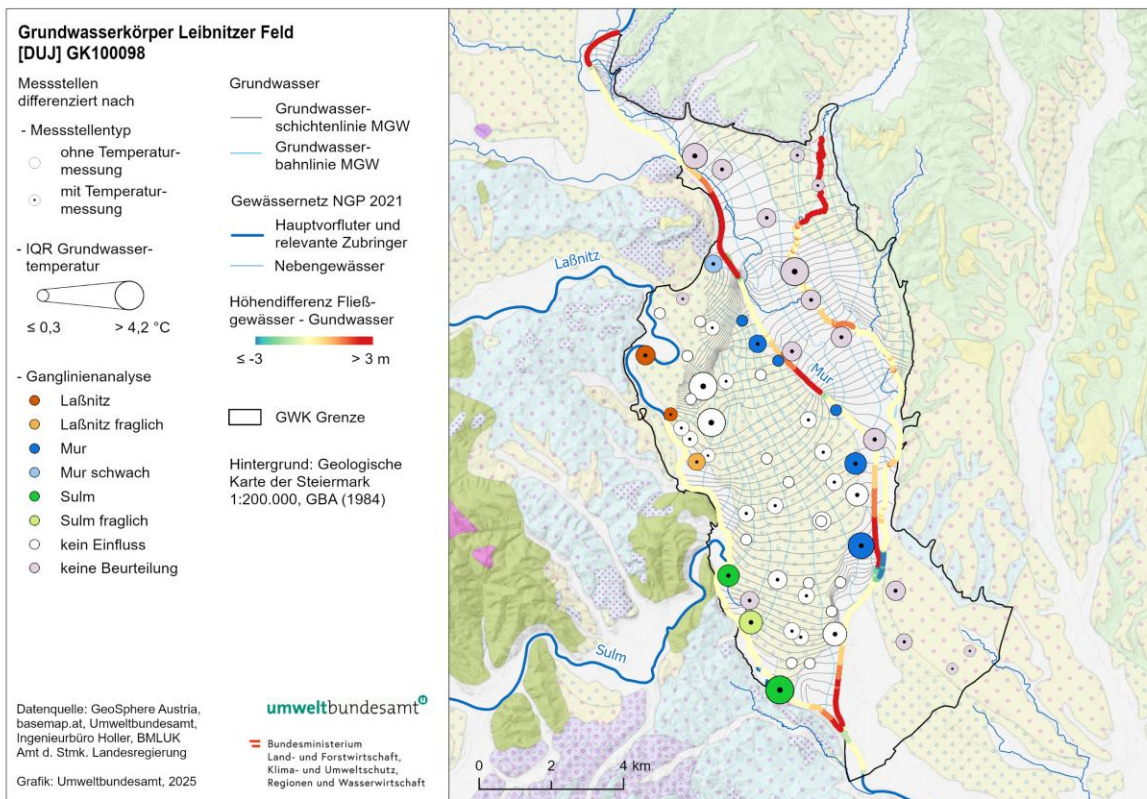 Grundwasserkörper Leibnitzer Feld
[DUJ] GK100098
Messstellen
differenziert nach
- Messstellentyp
ohne Temperatur-
messung
mit Temperatur-
messung
- IQR Grundwasser-
temperatur
≤ 0,3 > 4,2 °C
- Ganglinienanalyse
Laßnitz
Laßnitz fraglich
Mur
Mur schwach
Sulm
Sulm fraglich
kein Einfluss
keine Beurteilung
Grundwasser
Grundwasser-
schichtenlinie MGW
Grundwasser-
bahnlinie MGW
Gewässernetz NGP 2021
Hauptvorfluter und
relevante Zubringer
Nebengewässer
Höhendifferenz Fließ-
gewässer - Gundwasser
≤ -3 > 3 m
GWK Grenze
Hintergrund: Geologische
Karte der Steiermark
1:200.000, GBA (1984)
Datenquelle: GeoSphere Austria,
basemap.at, Umweltbundesamt,
Ingenieurbüro Holler, BMLUK
Amt d. Stmk. Landesregierung
Grafik: Umweltbundesamt, 2025
umweltbundesamt u
Bundesministerium
Land- und Forstwirtschaft,
Klima- und Umweltschutz,
Regionen und Wasserwirtschaft
Laßnitz
Mur
Sulm
0 2 4 km